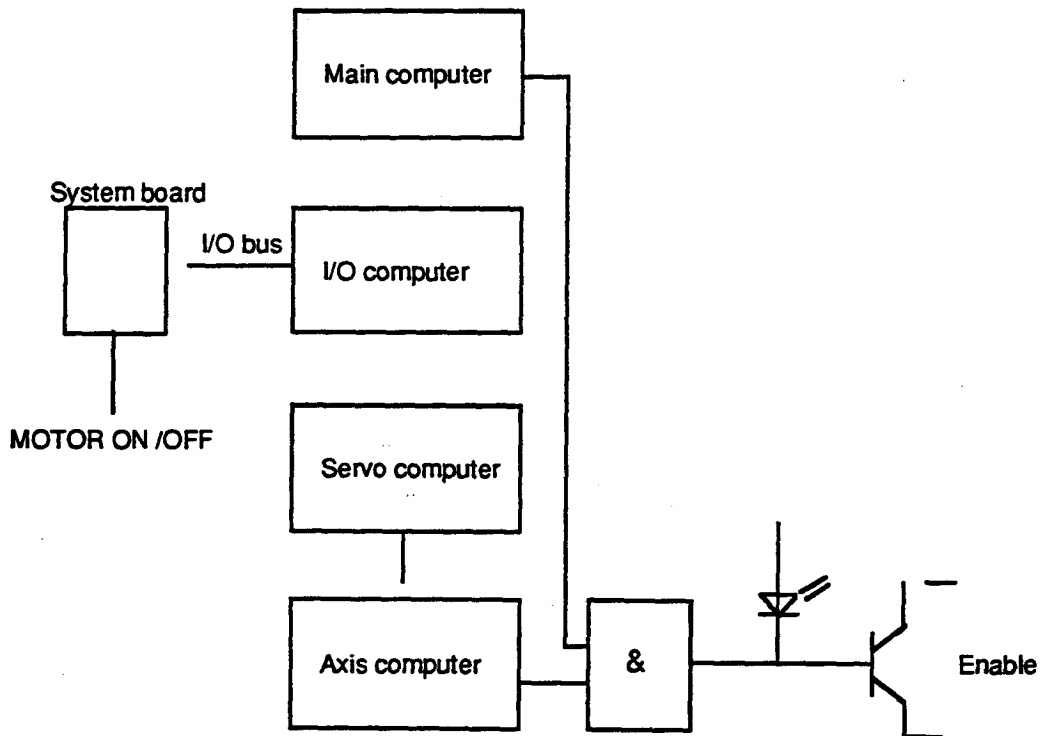 Main computer
System board
I/O bus
I/O computer
MOTOR ON /OFF
Servo computer
Axis computer
&
Enable